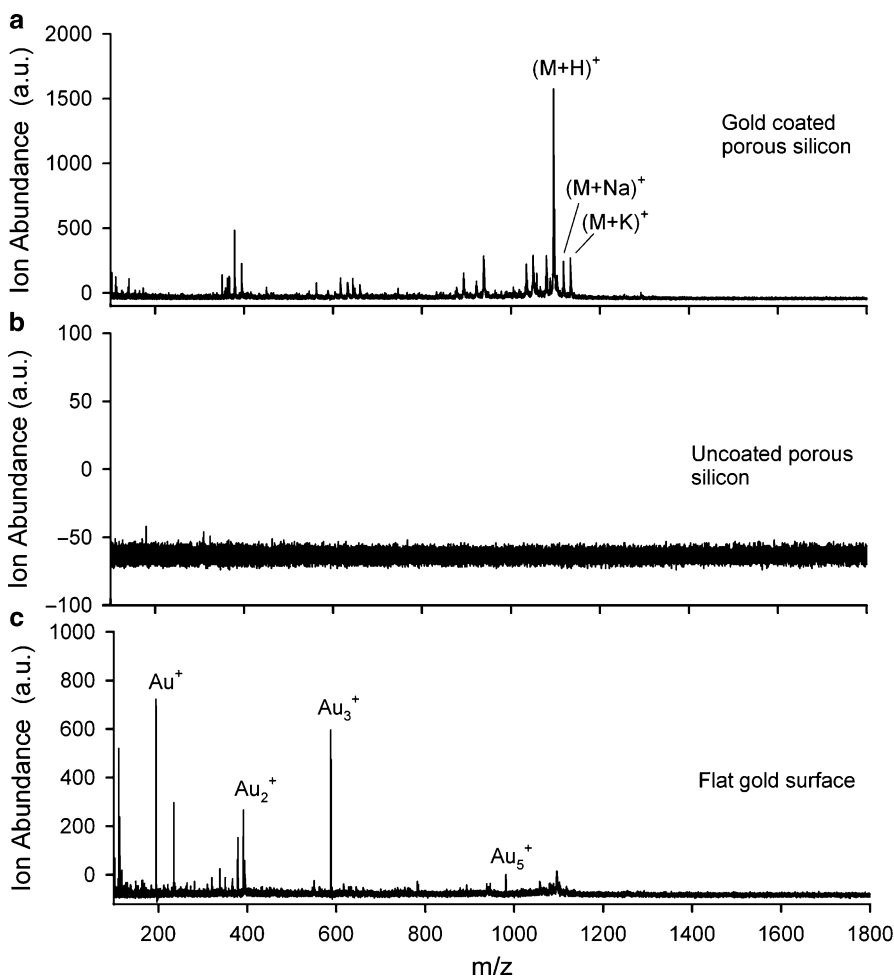 a
Ion Abundance (a.u.)
2000
1500
1000
500
0
(M+H)⁺
(M+Na)⁺
(M+K)⁺
Gold coated
porous silicon
b
Ion Abundance (a.u.)
100
50
0
−50
−100
Uncoated porous
silicon
c
Ion Abundance (a.u.)
1000
800
600
400
200
0
Au⁺
Au₂⁺
Au₃⁺
Au₅⁺
Flat gold surface
200 400 600 800 1000 1200 1400 1600 1800
m/z